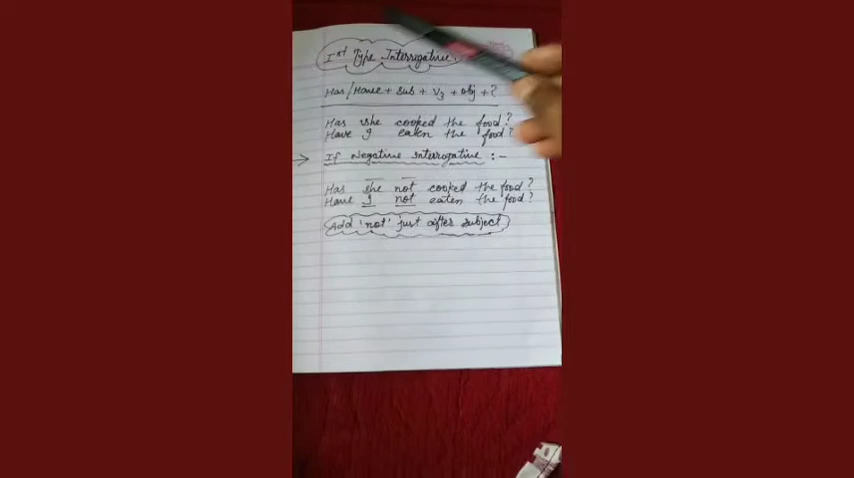 Ist Type Interrogative
Has/Have + sub + V3 + obj + ?
Has she cooked the food?
Have I eaten the food?
If Negative interrogative :-
Has she not cooked the food?
Have I not eaten the food?
Add 'not' just after subject